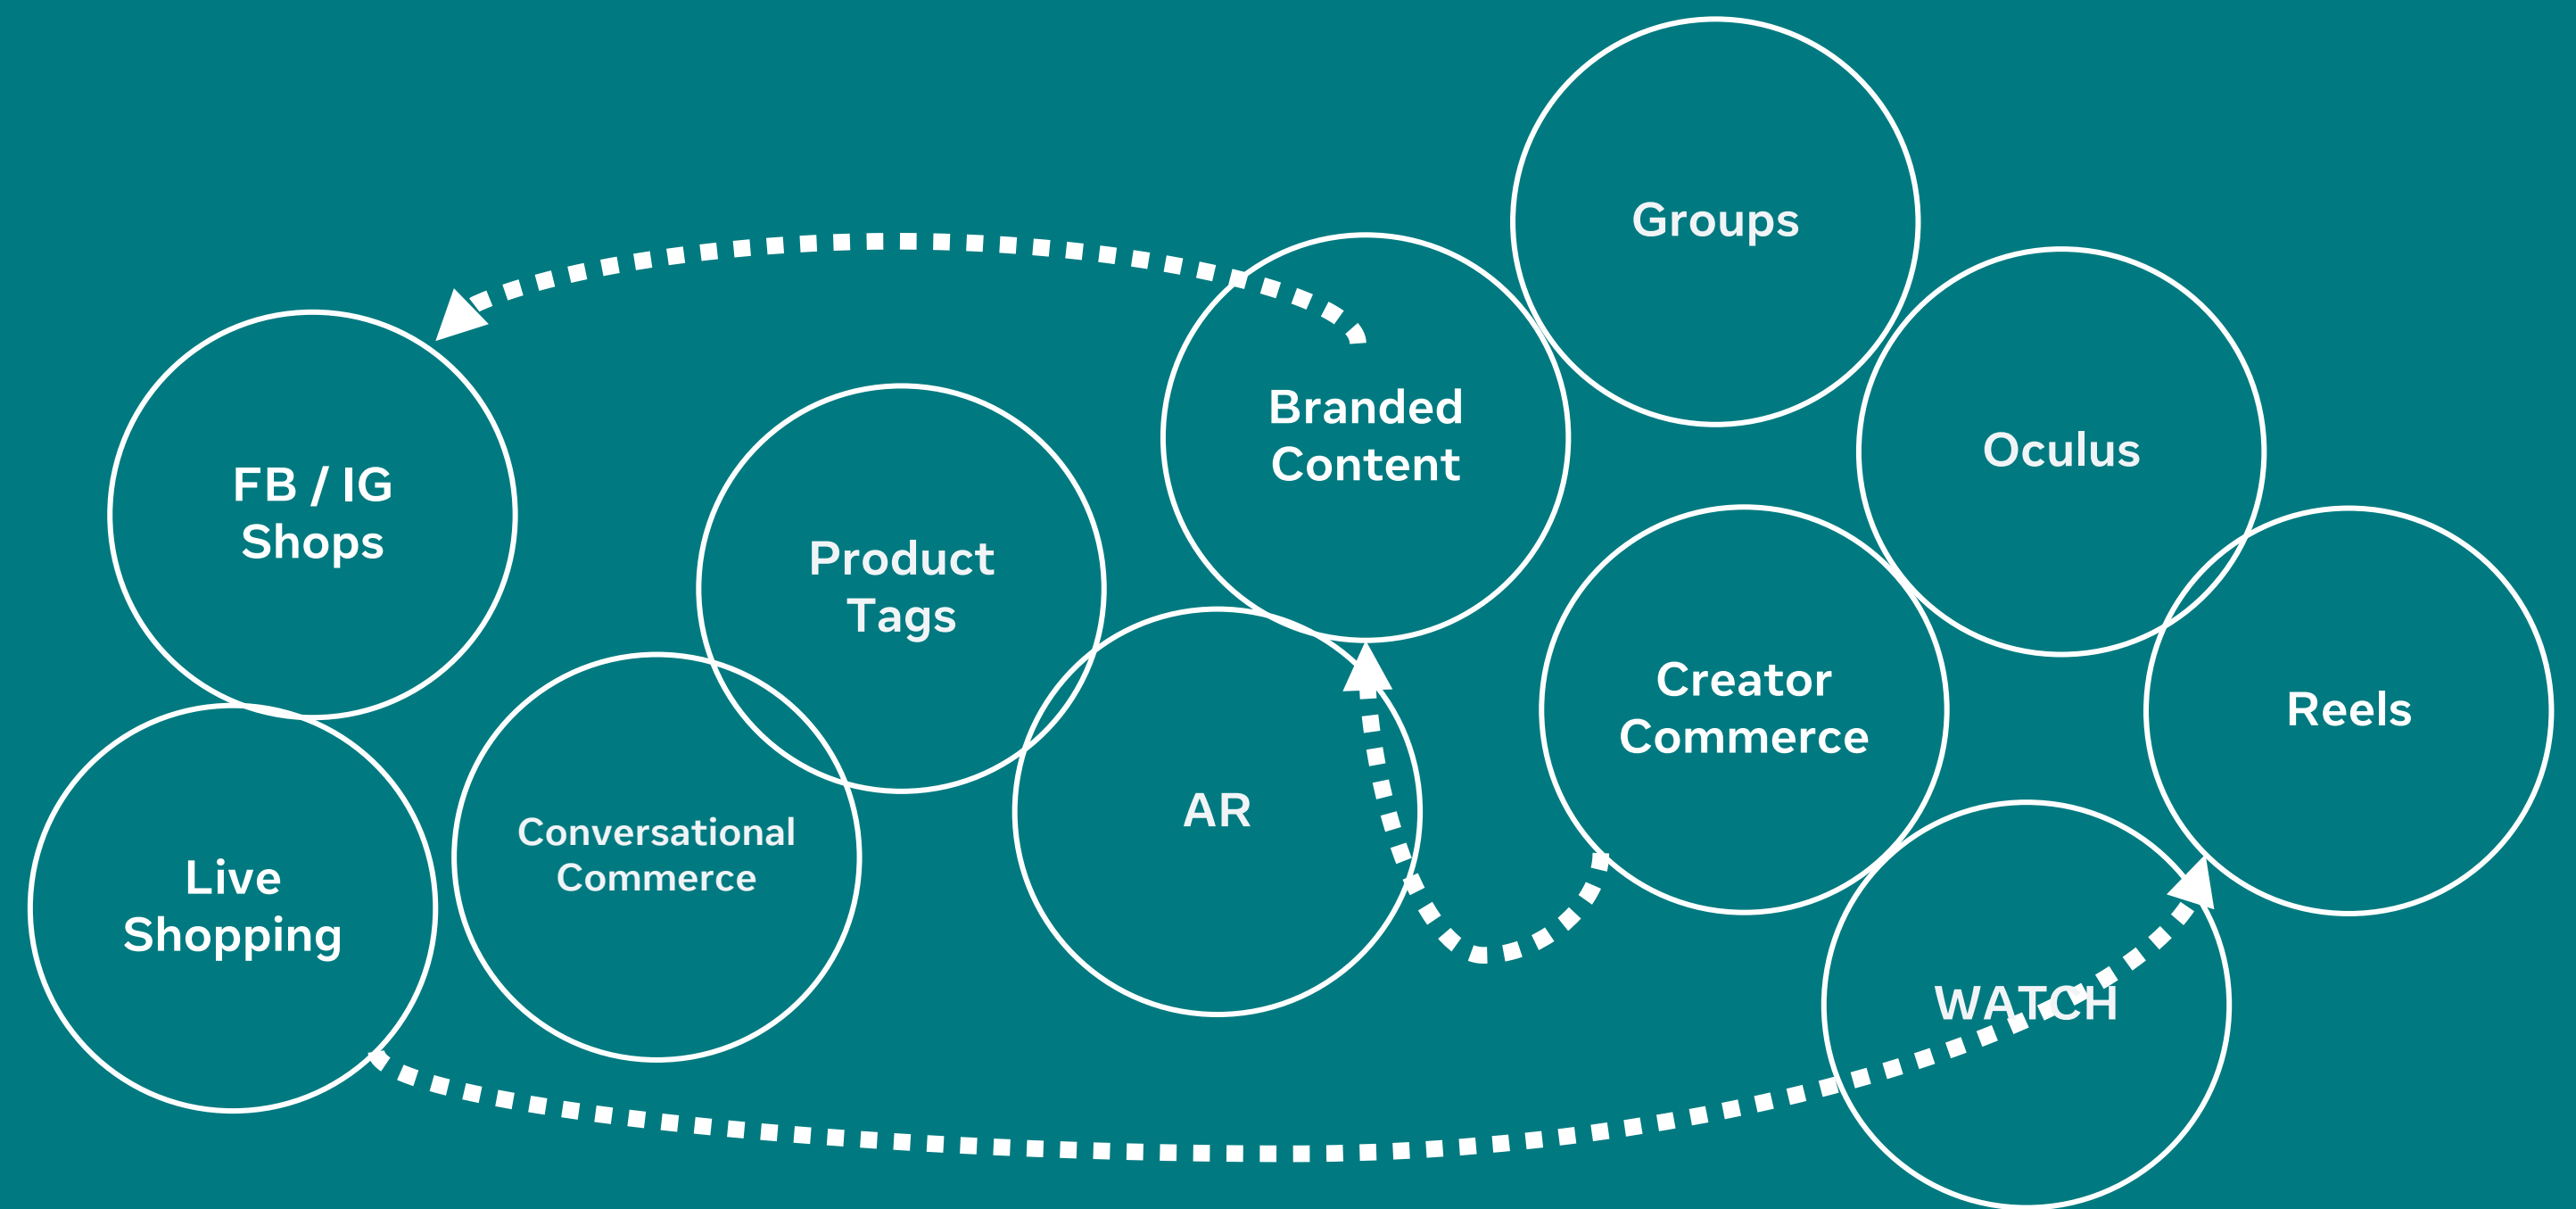 Groups
Branded
Content
Oculus
FB / IG
Shops
Product
Tags
Creator
Commerce
Reels
AR
Conversational
Commerce
Live
Shopping
WATCH